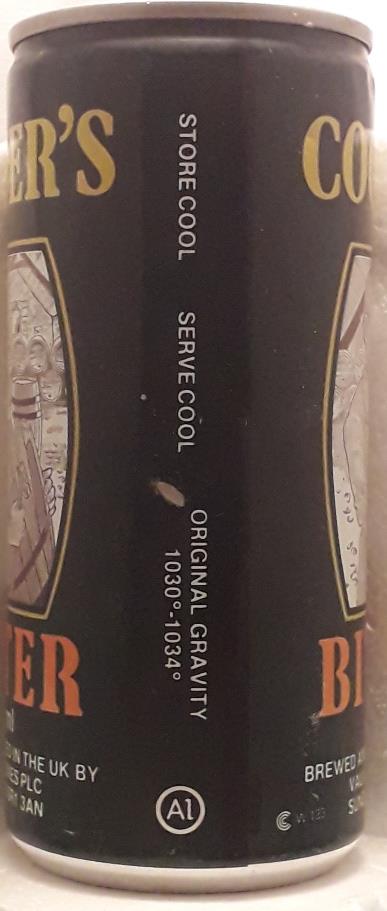 ER'S
CO
STORE COOL SERVE COOL
ORIGINAL GRAVITY
1030°-1034°
TER
BI
ml
IN THE UK BY
ES PLC
3AN
Al
BREWED A
VA